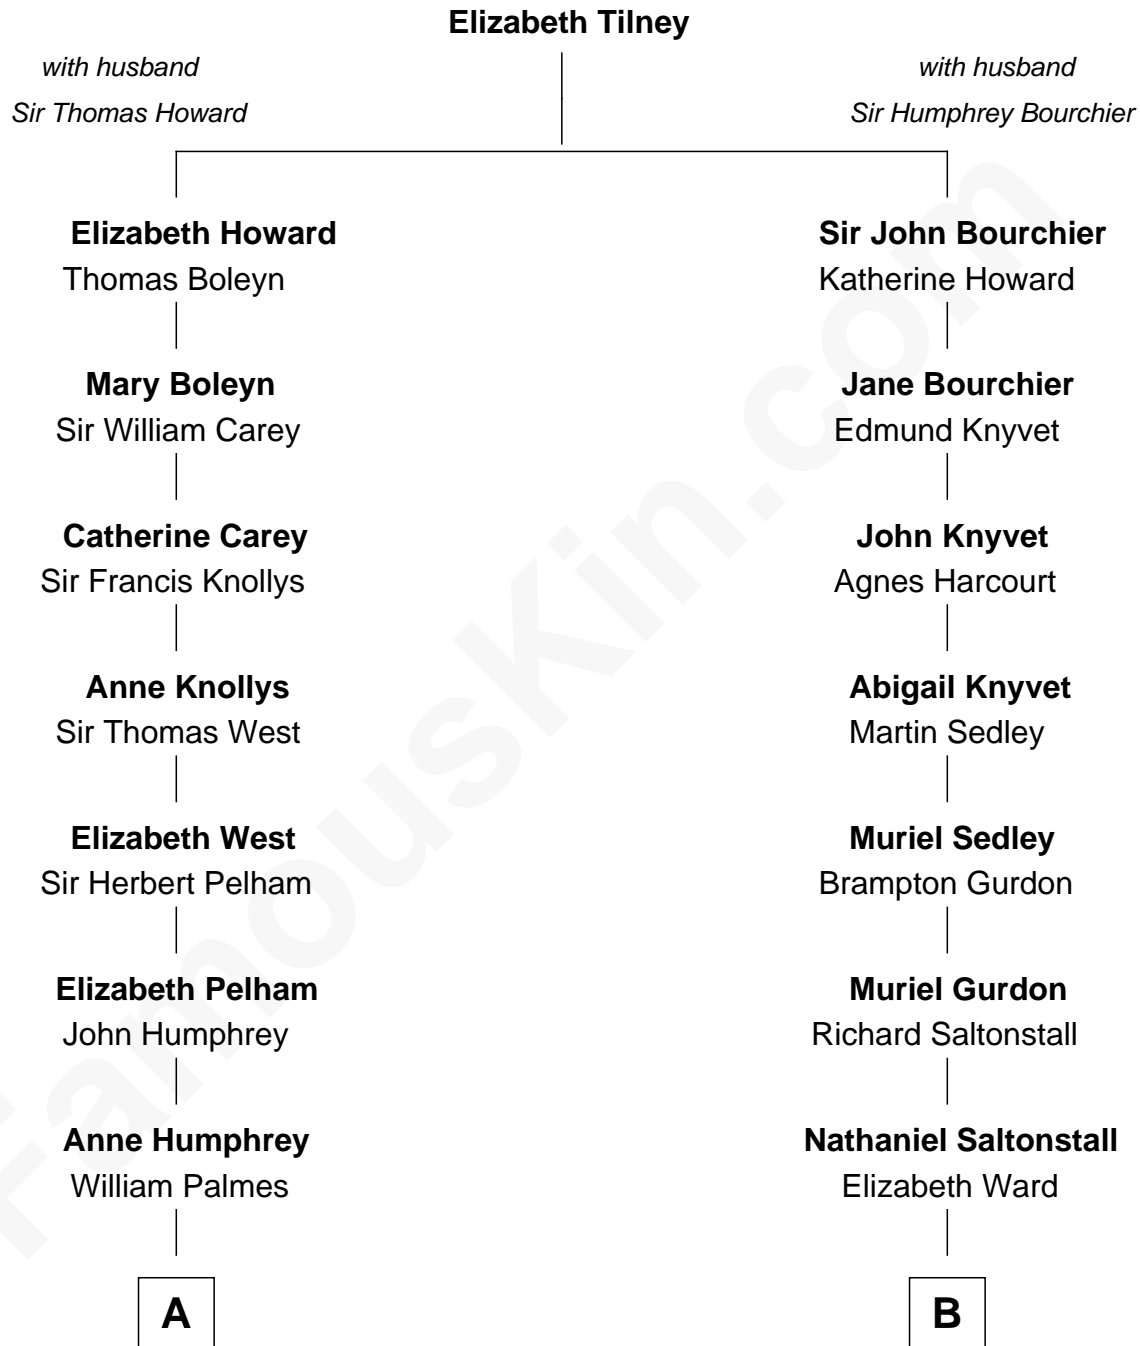 Elizabeth Tilney
with husband
Sir Thomas Howard
with husband
Sir Humphrey Bourchier
Elizabeth Howard
Thomas Boleyn
Sir John Bourchier
Katherine Howard
Mary Boleyn
Sir William Carey
Jane Bourchier
Edmund Knyvet
Catherine Carey
Sir Francis Knollys
John Knyvet
Agnes Harcourt
Anne Knollys
Sir Thomas West
Abigail Knyvet
Martin Sedley
Elizabeth West
Sir Herbert Pelham
Muriel Sedley
Brampton Gurdon
Elizabeth Pelham
John Humphrey
Muriel Gurdon
Richard Saltonstall
Anne Humphrey
William Palmes
Nathaniel Saltonstall
Elizabeth Ward
A
B
FamousKin.com